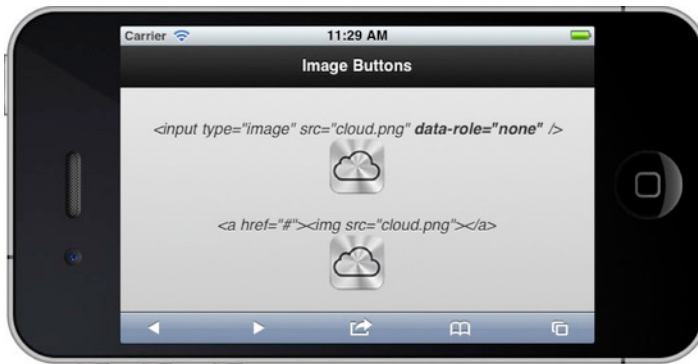 Carrier 11:29 AM
Image Buttons
<input type="image" src="cloud.png" data-role="none" />
<a href="#"><img src="cloud.png"></a>